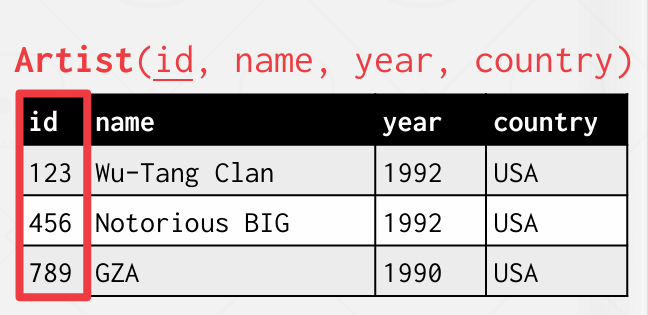 Artist(id, name, year, country)
id name year country
123 Wu-Tang Clan 1992 USA
456 Notorious BIG 1992 USA
789 GZA 1990 USA